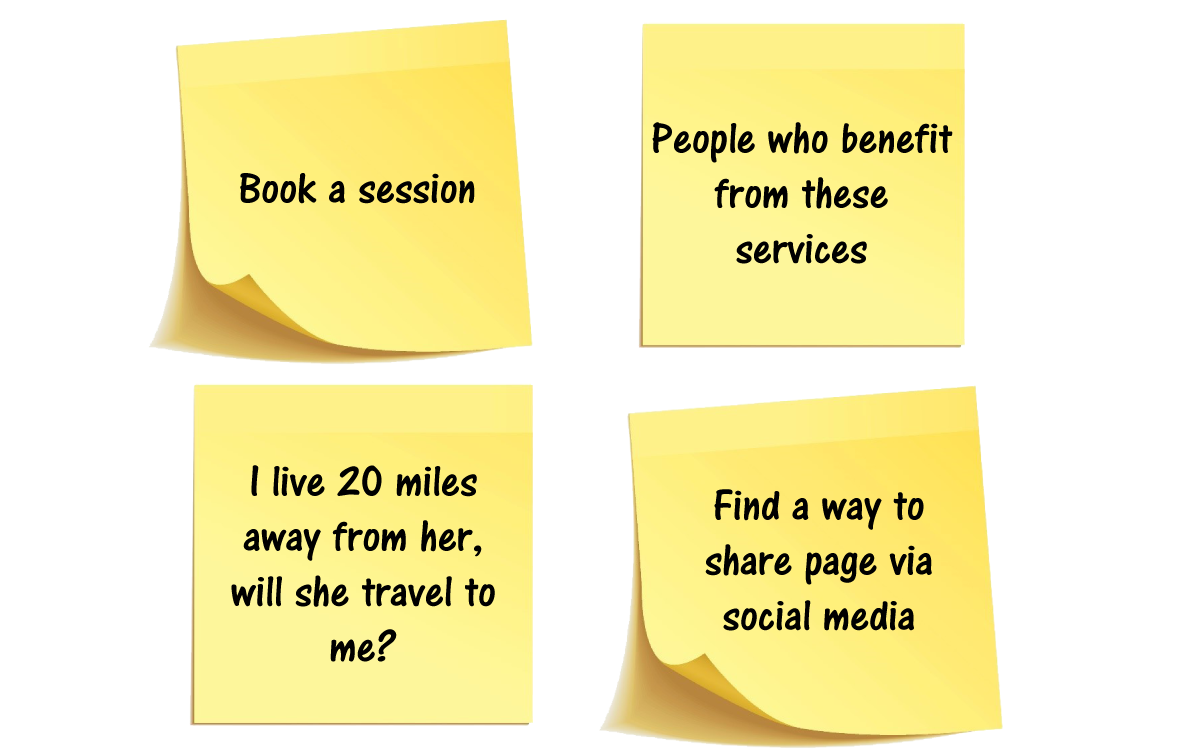 Book a session
People who benefit
from these
services
I live 20 miles
away from her,
will she travel to
me?
Find a way to
share page via
social media